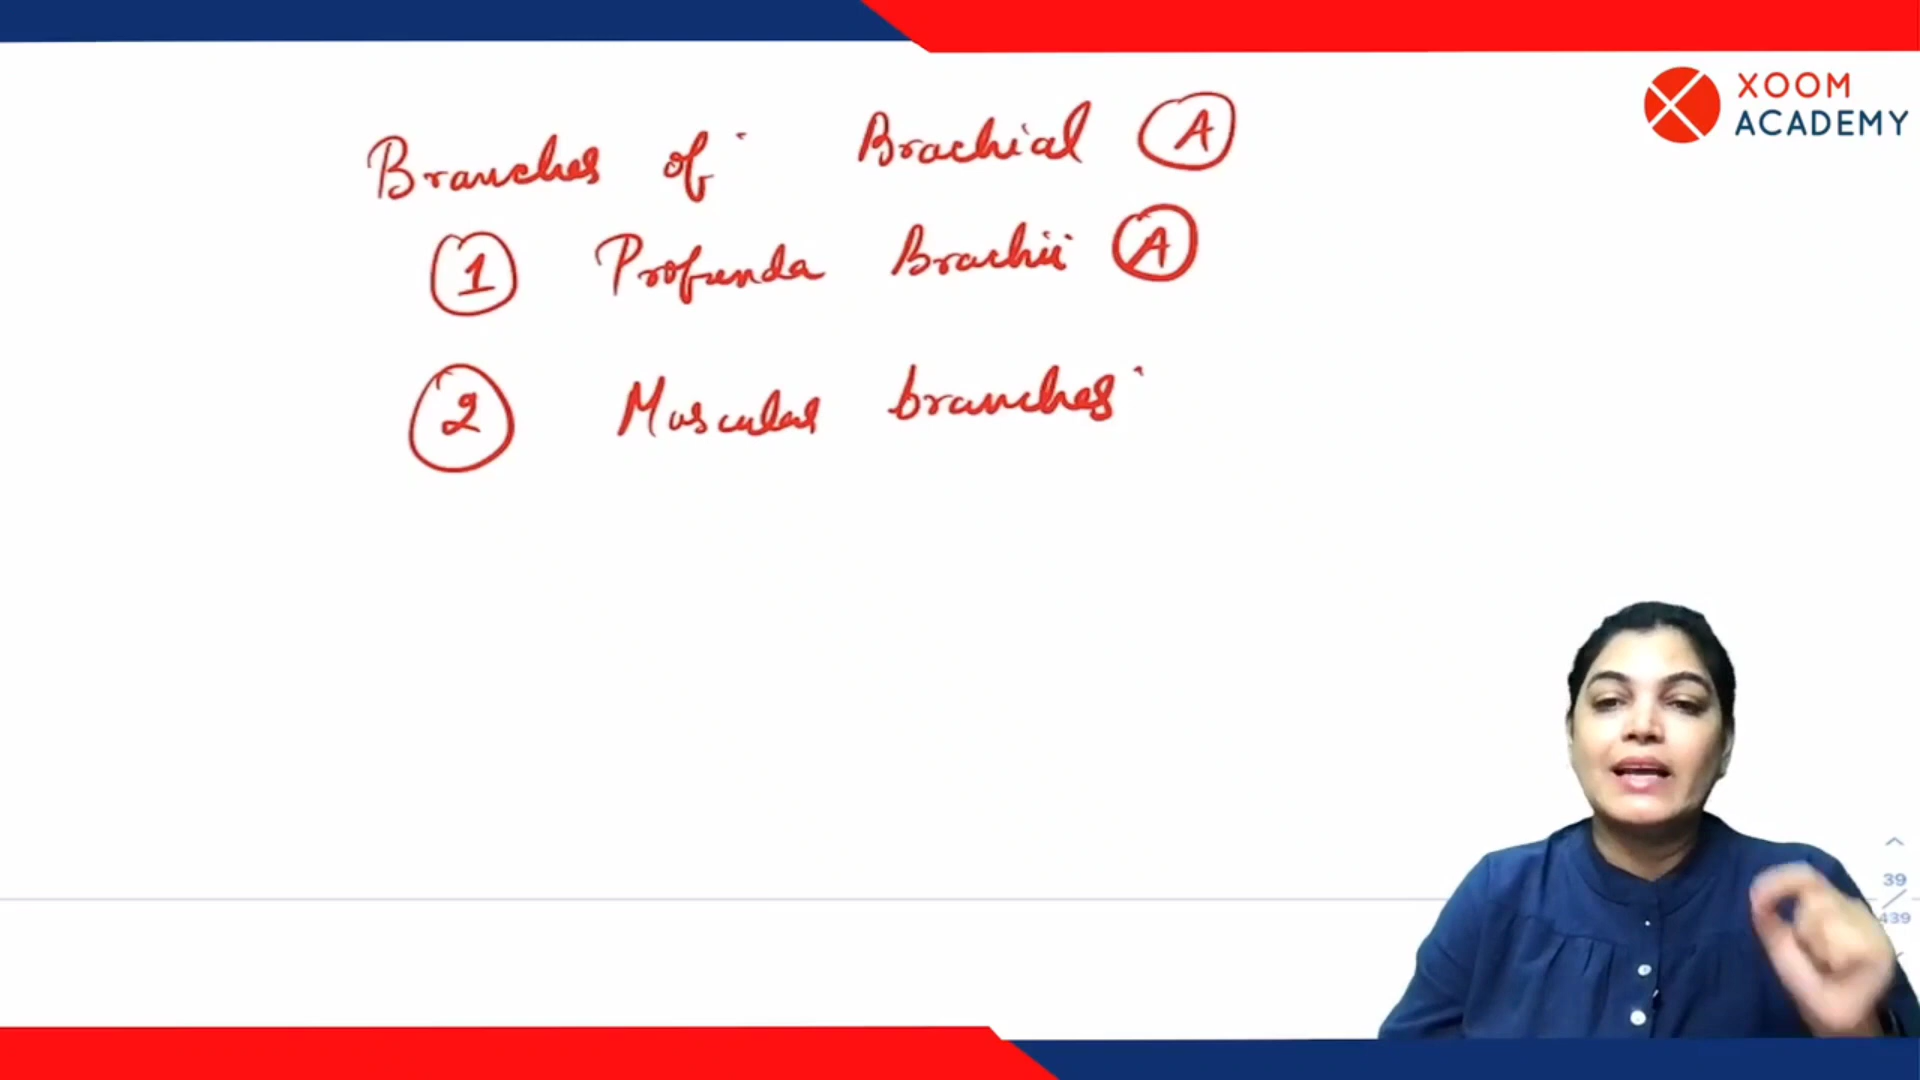 Branches of Brachial A
1 Profunda Brachii A
2 Muscular branches
XOOM
ACADEMY
39
439